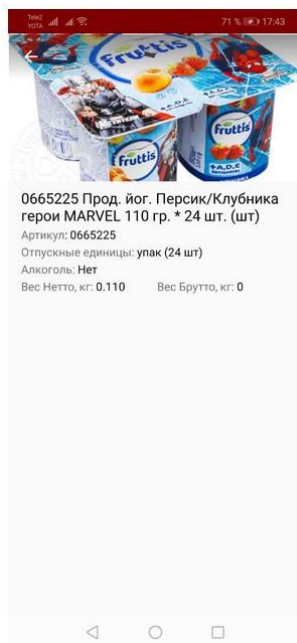 Tele2
YOTA
71 % 17:43
fruttis
fruttis
fruttis
+A,D,E
+A,D,E
0665225 Прод. йог. Персик/Клубника
герои MARVEL 110 гр. * 24 шт. (шт)
Артикул: 0665225
Отпускные единицы: упак (24 шт)
Алкоголь: Нет
Вес Нетто, кг: 0.110 Вес Брутто, кг: 0